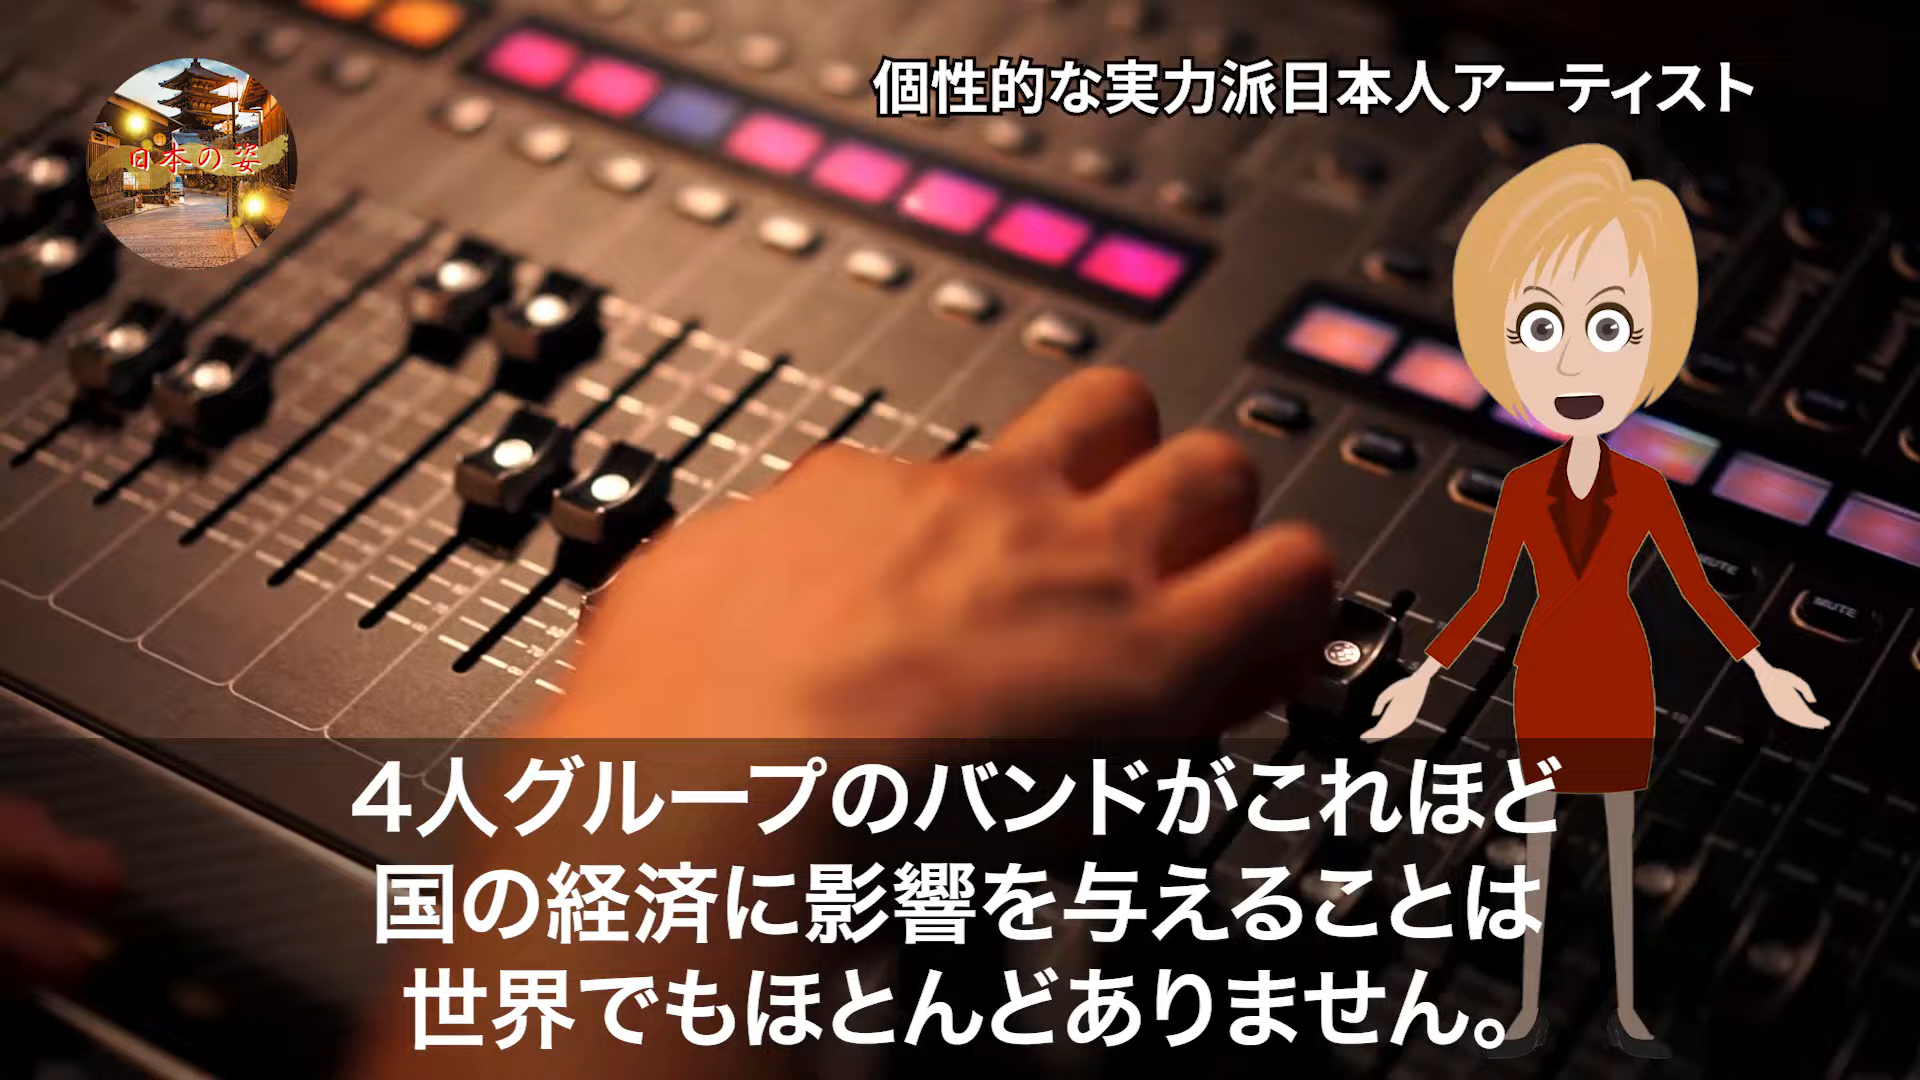 個性的な実力派日本人アーティスト
日本の姿
4人グループのバンドがこれほど
国の経済に影響を与えることは
世界でもほとんどありません。
MUTE
MUTE